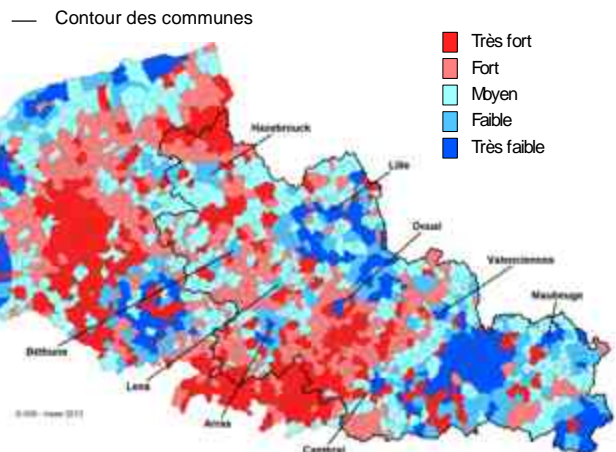 Contour des communes
Très fort
Fort
Moyen
Faible
Très faible
Hazebrouck
Lille
Douai
Valenciennes
Maubeuge
Béthune
Lens
Arras
Cambrai